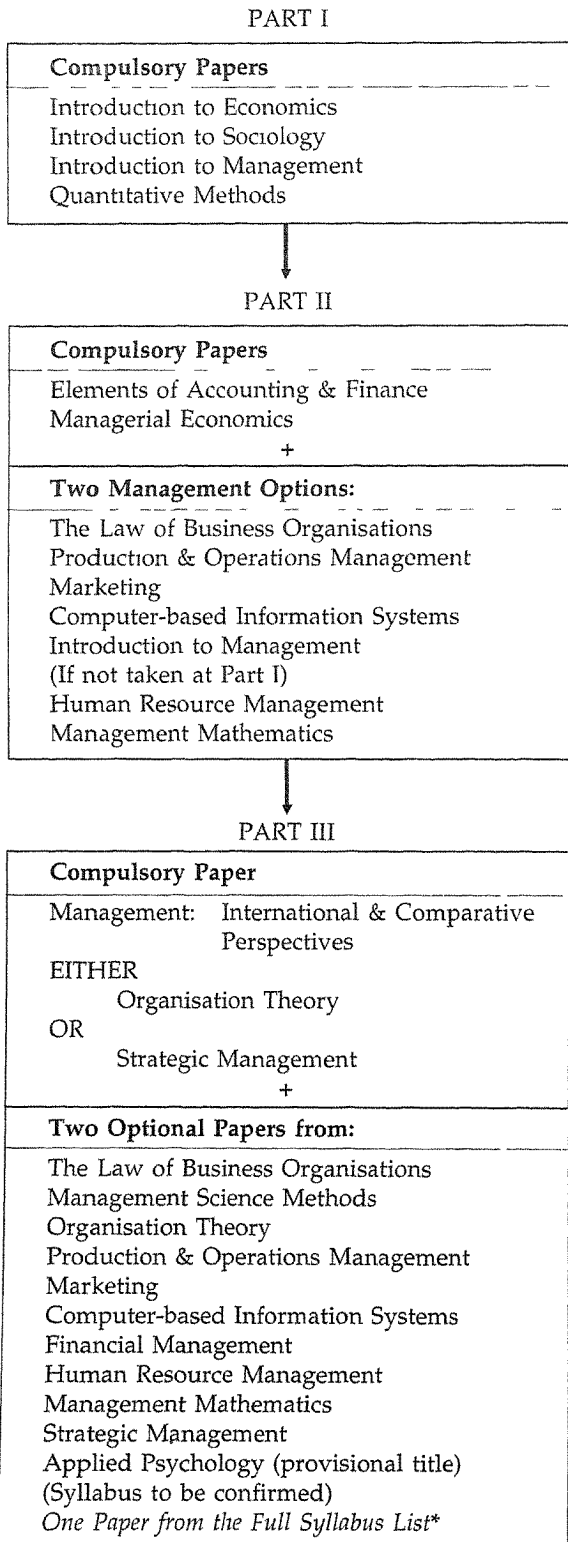 PART I
Compulsory Papers
Introduction to Economics
Introduction to Sociology
Introduction to Management
Quantitative Methods
PART II
Compulsory Papers
Elements of Accounting & Finance
Managerial Economics
+
Two Management Options:
The Law of Business Organisations
Production & Operations Management
Marketing
Computer-based Information Systems
Introduction to Management
(If not taken at Part I)
Human Resource Management
Management Mathematics
PART III
Compulsory Paper
Management: International & Comparative
Perspectives
EITHER
Organisation Theory
OR
Strategic Management
+
Two Optional Papers from:
The Law of Business Organisations
Management Science Methods
Organisation Theory
Production & Operations Management
Marketing
Computer-based Information Systems
Financial Management
Human Resource Management
Management Mathematics
Strategic Management
Applied Psychology (provisional title)
(Syllabus to be confirmed)
One Paper from the Full Syllabus List*